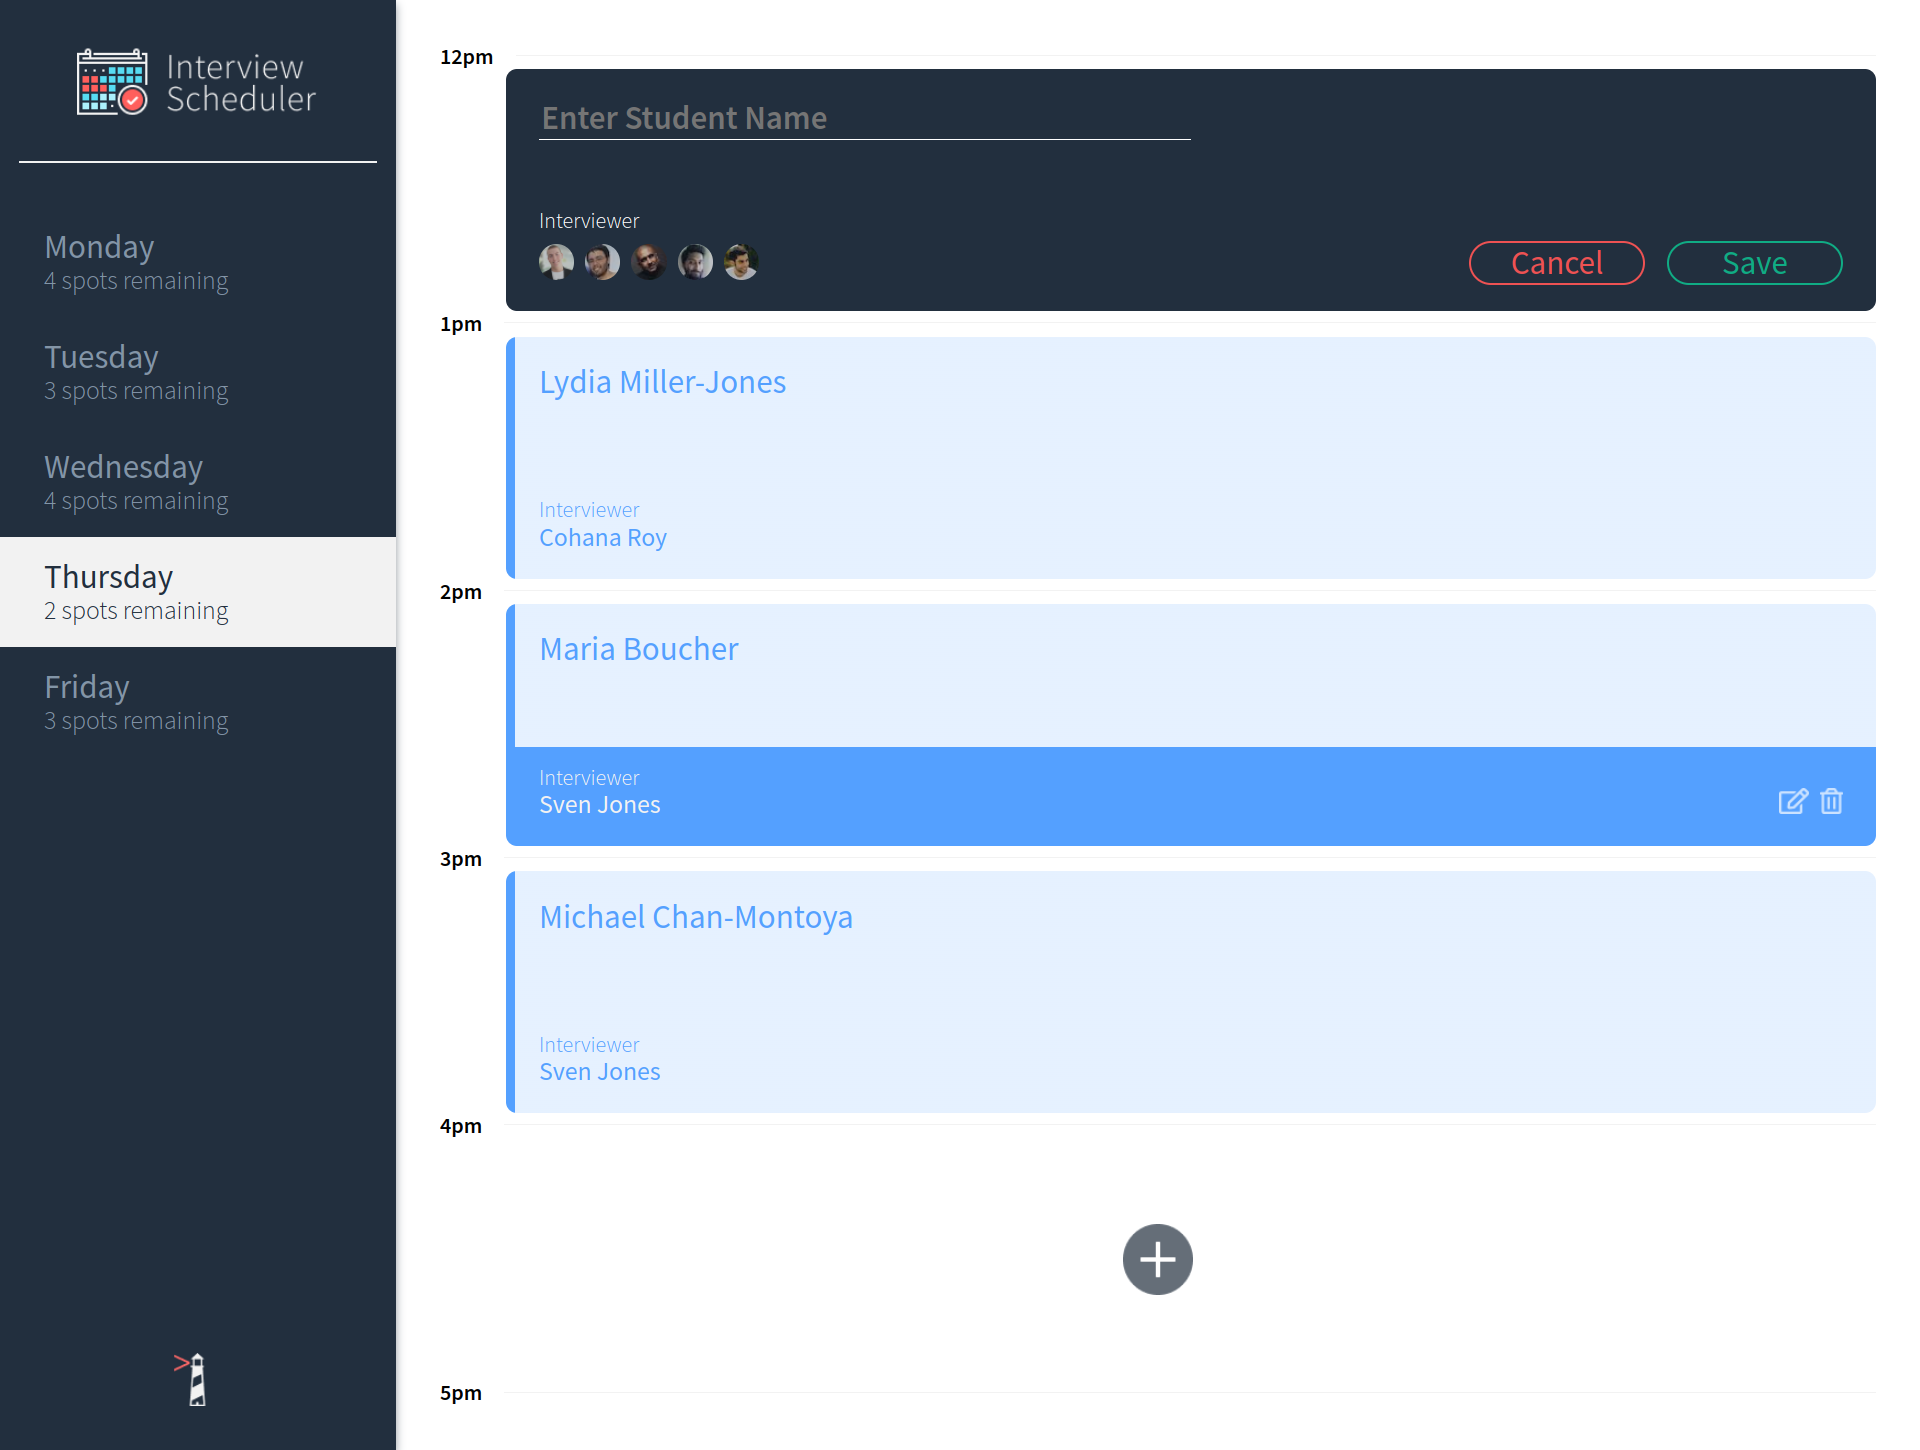 Interview
Scheduler
Monday
4 spots remaining
Tuesday
3 spots remaining
Wednesday
4 spots remaining
Thursday
2 spots remaining
Friday
3 spots remaining
12pm
Enter Student Name
Interviewer
Cancel
Save
1pm
Lydia Miller-Jones
Interviewer
Cohana Roy
2pm
Maria Boucher
Interviewer
Sven Jones
3pm
Michael Chan-Montoya
Interviewer
Sven Jones
4pm
5pm